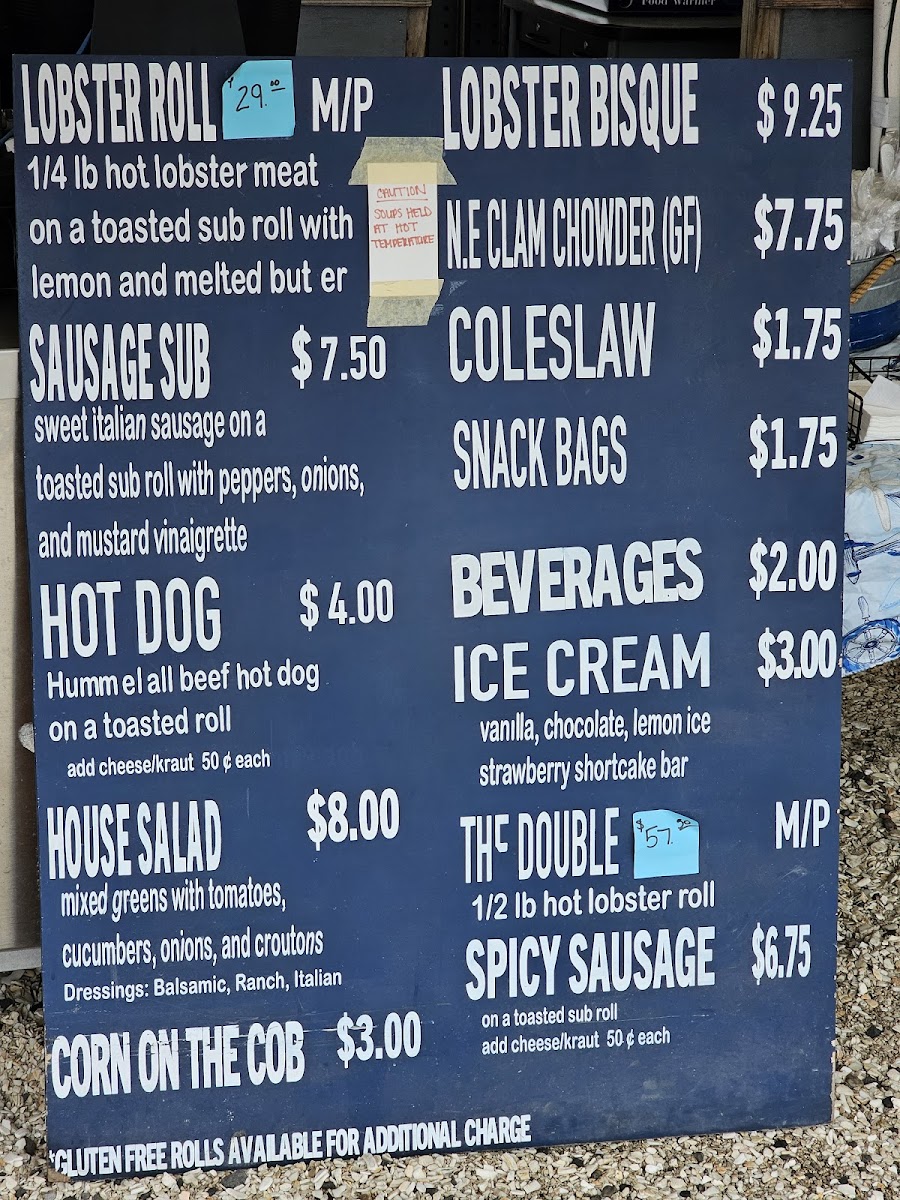 Food Warmer
LOBSTER ROLL $29.00 M/P
1/4 lb hot lobster meat
on a toasted sub roll with
lemon and melted but er
SAUSAGE SUB $7.50
sweet italian sausage on a
toasted sub roll with peppers, onions,
and mustard vinaigrette
HOT DOG $4.00
Hummel all beef hot dog
on a toasted roll
add cheese/kraut 50 ¢ each
HOUSE SALAD $8.00
mixed greens with tomatoes,
cucumbers, onions, and croutons
Dressings: Balsamic, Ranch, Italian
CORN ON THE COB $3.00
CAUTION
SOUPS HELD
AT HOT
TEMPERATURE
LOBSTER BISQUE $9.25
N.E CLAM CHOWDER (GF) $7.75
COLESLAW $1.75
SNACK BAGS $1.75
BEVERAGES $2.00
ICE CREAM $3.00
vanilla, chocolate, lemon ice
strawberry shortcake bar
THE DOUBLE $57.00 M/P
1/2 lb hot lobster roll
SPICY SAUSAGE $6.75
on a toasted sub roll
add cheese/kraut 50 ¢ each
*GLUTEN FREE ROLLS AVAILABLE FOR ADDITIONAL CHARGE